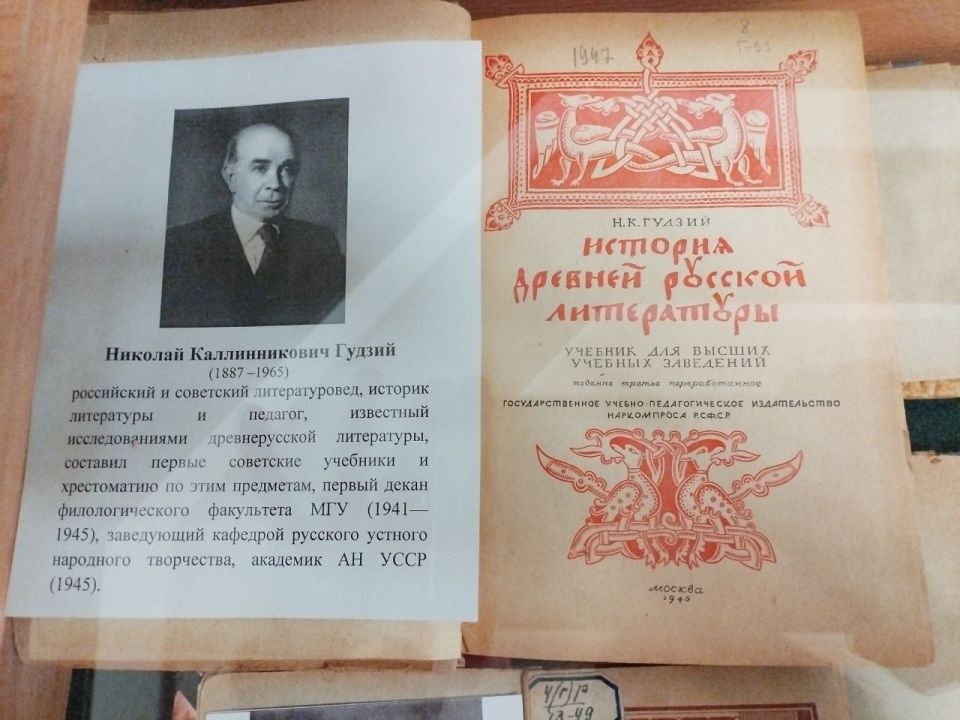 Николай Каллинникович Гудзий
(1887 –1965)
российский и советский литературовед, историк
литературы и педагог, известный
исследованиями древнерусской литературы,
составил первые советские учебники и
хрестоматию по этим предметам, первый декан
филологического факультета МГУ (1941—
1945), заведующий кафедрой русского устного
народного творчества, академик АН УССР
(1945).
1947
8
Г-93
Н. К. ГУДЗИЙ
ИСТОРИЯ
ДРЕВНЕЙ РУССКОЙ
ЛИТЕРАТУРЫ
УЧЕБНИК ДЛЯ ВЫСШИХ
УЧЕБНЫХ ЗАВЕДЕНИЙ
издание третье переработанное
ГОСУДАРСТВЕННОЕ УЧЕБНО-ПЕДАГОГИЧЕСКОЕ ИЗДАТЕЛЬСТВО
НАРКОМПРОСА Р.С.Ф.С.Р.
МОСКВА
1945